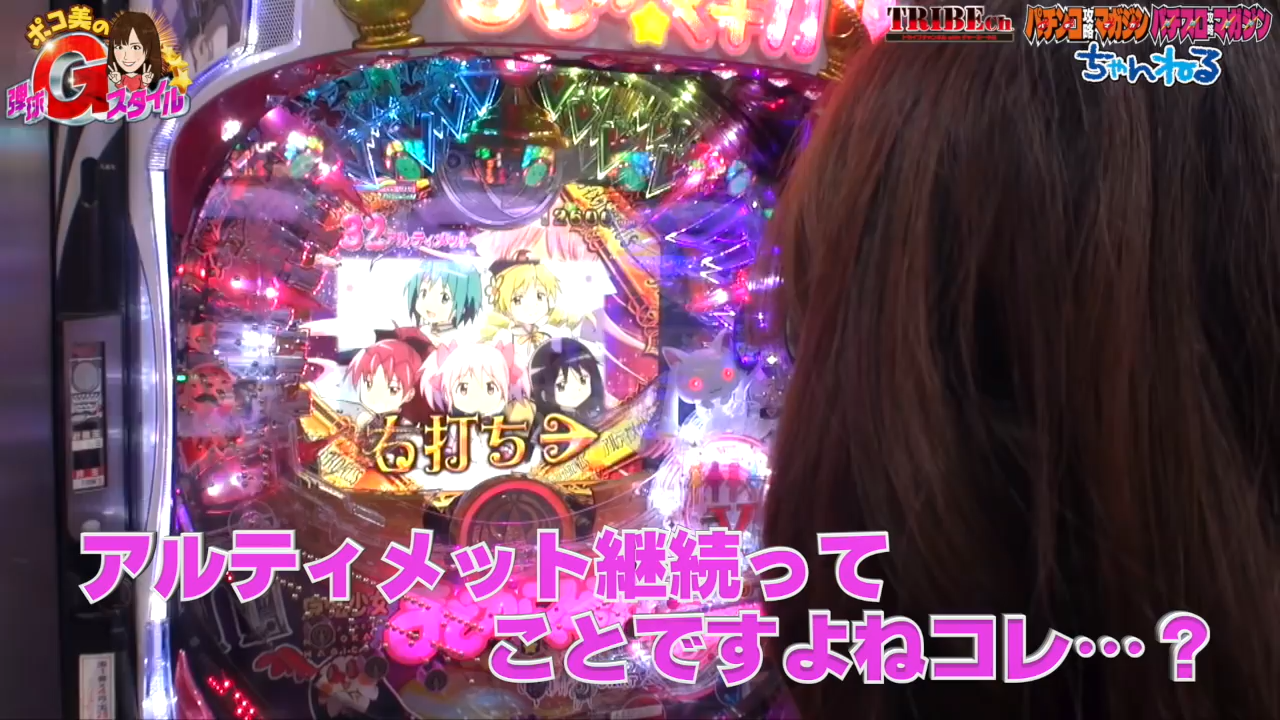 ポコ美の
弾球Gスタイル
TRIBE.ch
パチンコ攻略マガジン パチスロ攻略マガジン
ちゃんねる
12600
32アルティメット
右打ち
アルティメット継続って
ことですよねコレ…?